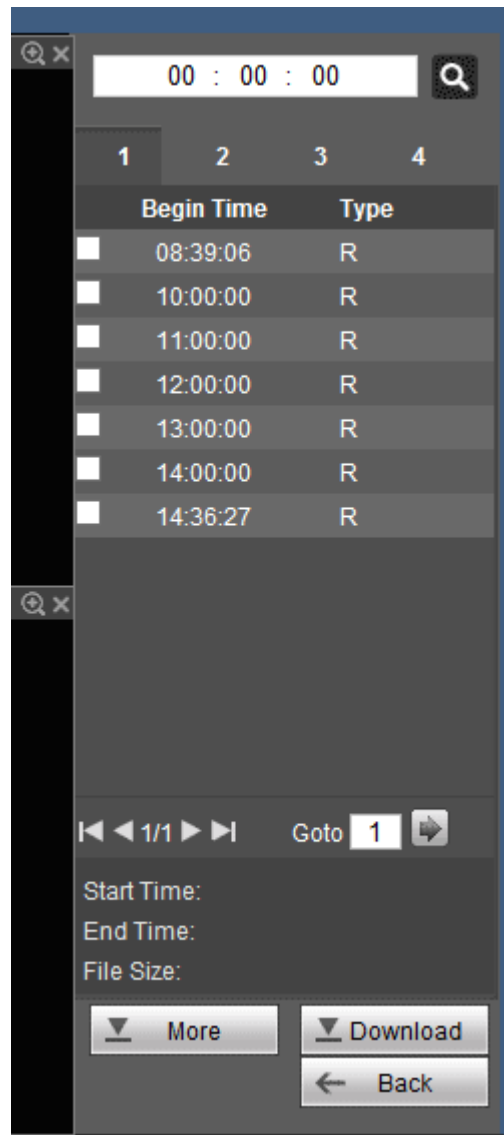 00 : 00 : 00
1 2 3 4
Begin Time Type
08:39:06 R
10:00:00 R
11:00:00 R
12:00:00 R
13:00:00 R
14:00:00 R
14:36:27 R
1/1 Goto 1
Start Time:
End Time:
File Size:
More Download
Back